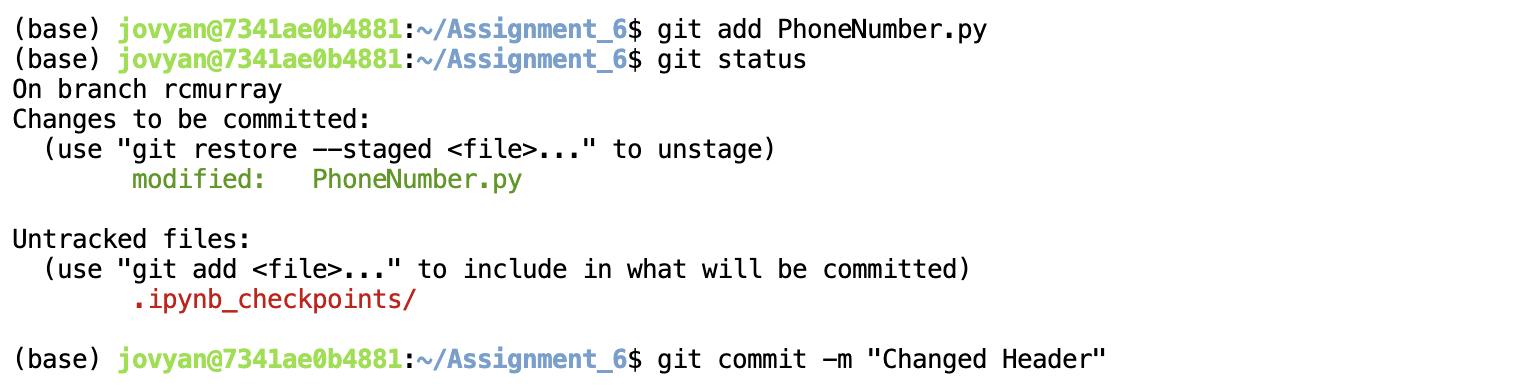 (base) jovyan@7341ae0b4881:~/Assignment_6$ git add PhoneNumber.py
(base) jovyan@7341ae0b4881:~/Assignment_6$ git status
On branch rcmurray
Changes to be committed:
  (use "git restore --staged <file>..." to unstage)
        modified:   PhoneNumber.py

Untracked files:
  (use "git add <file>..." to include in what will be committed)
        .ipynb_checkpoints/

(base) jovyan@7341ae0b4881:~/Assignment_6$ git commit -m "Changed Header"